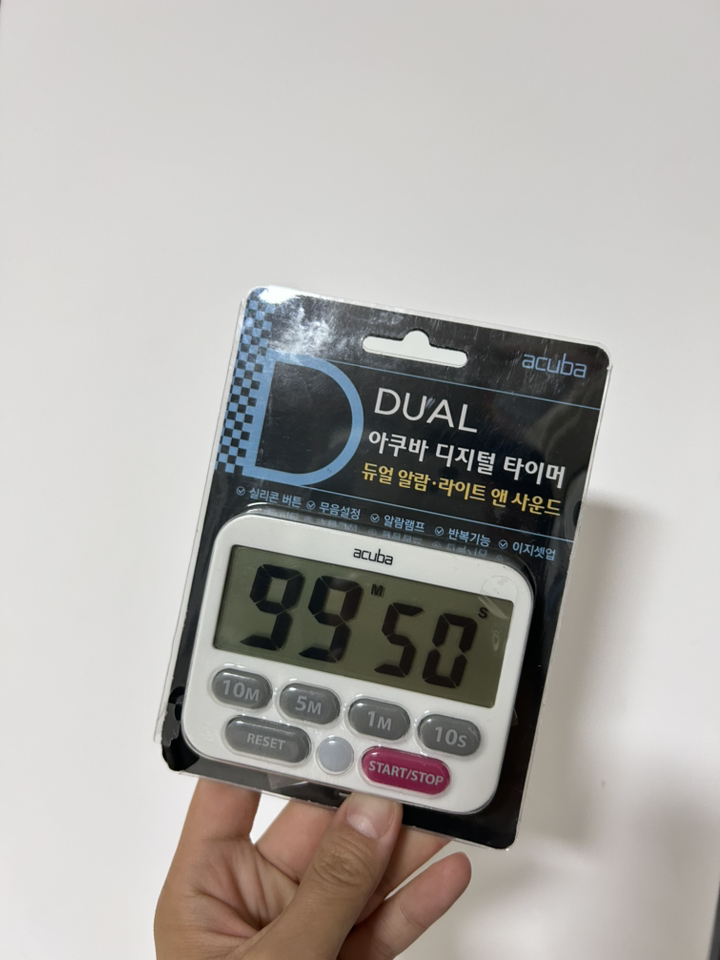 acuba
DUAL
아쿠바 디지털 타이머
듀얼 알람·라이트 앤 사운드
실리콘 버튼 무음설정 알람램프 반복기능 이지셋업
acuba
99 M 50 S
10M 5M 1M 10S
RESET START/STOP